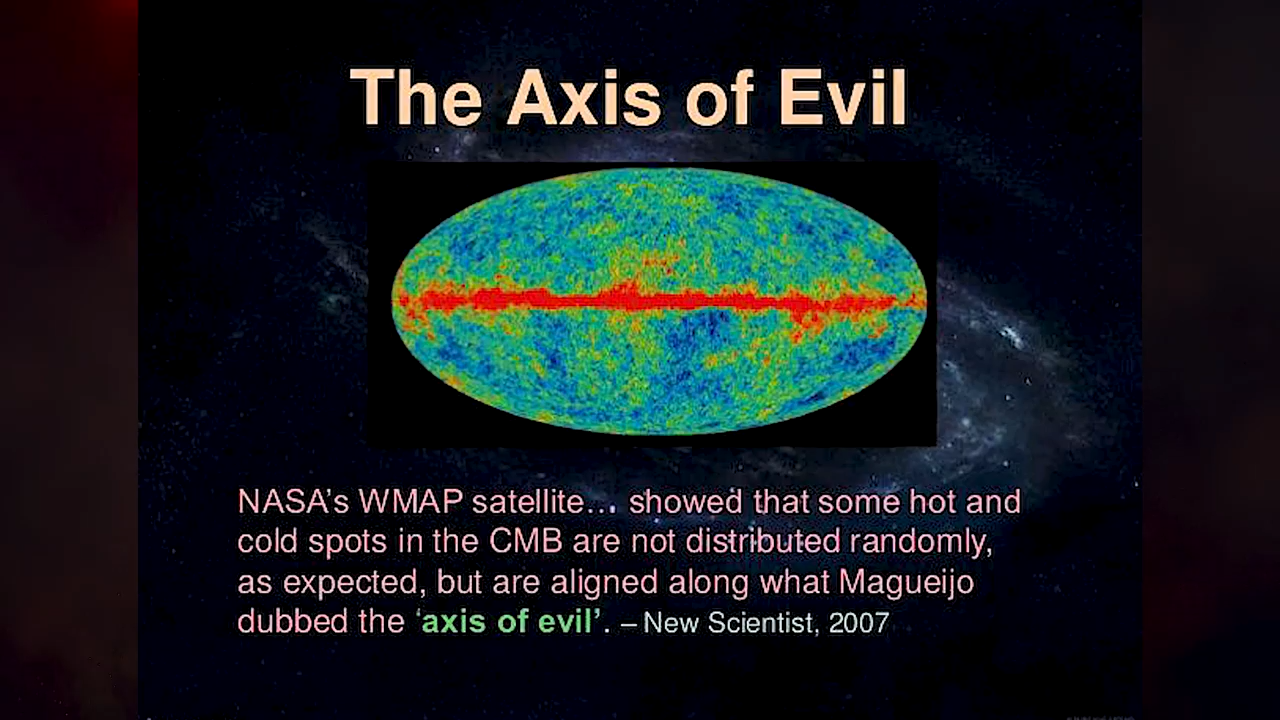 The Axis of Evil
NASA’s WMAP satellite… showed that some hot and
cold spots in the CMB are not distributed randomly,
as expected, but are aligned along what Magueijo
dubbed the ‘axis of evil’. – New Scientist, 2007